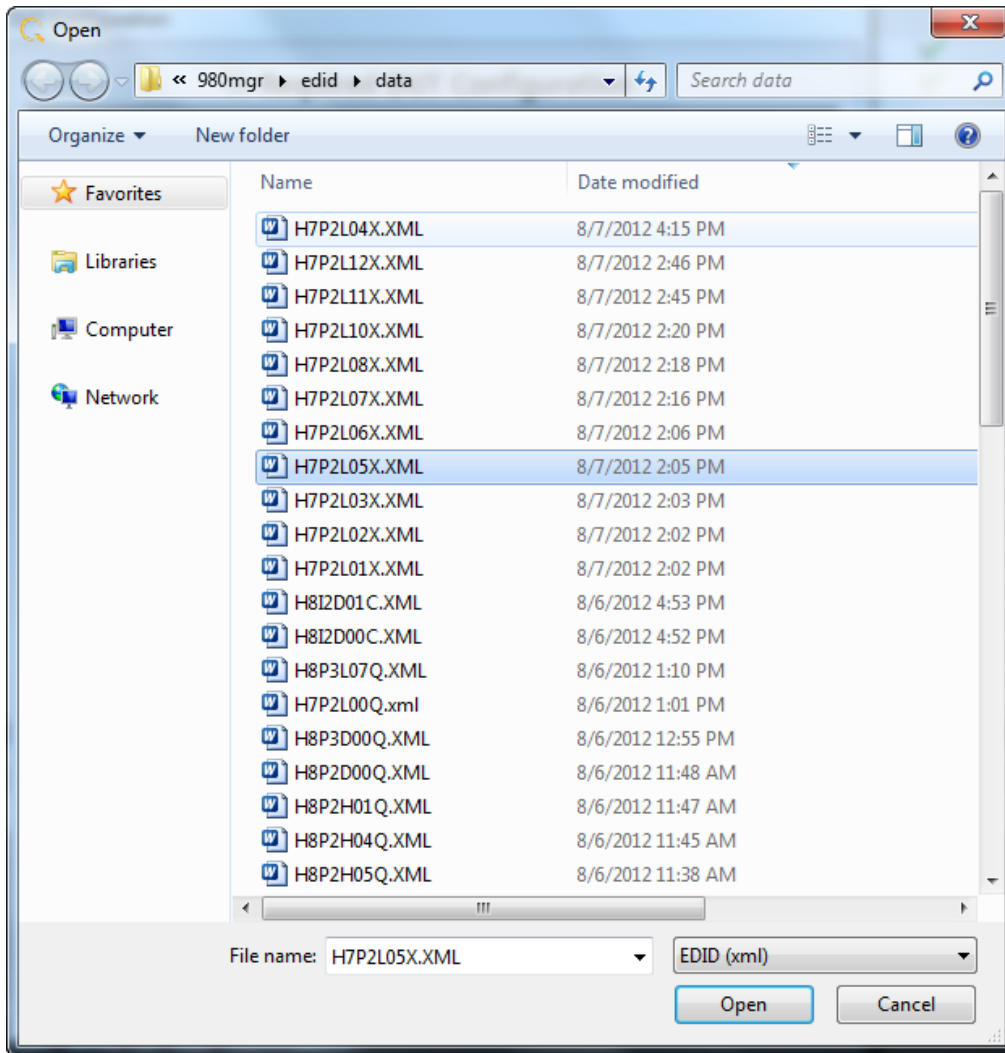 Open
« 980mgr ▸ edid ▸ data Search data
Organize ▾ New folder
Name Date modified
Favorites
Libraries
Computer
Network
H7P2L04X.XML 8/7/2012 4:15 PM
H7P2L12X.XML 8/7/2012 2:46 PM
H7P2L11X.XML 8/7/2012 2:45 PM
H7P2L10X.XML 8/7/2012 2:20 PM
H7P2L08X.XML 8/7/2012 2:18 PM
H7P2L07X.XML 8/7/2012 2:16 PM
H7P2L06X.XML 8/7/2012 2:06 PM
H7P2L05X.XML 8/7/2012 2:05 PM
H7P2L03X.XML 8/7/2012 2:03 PM
H7P2L02X.XML 8/7/2012 2:02 PM
H7P2L01X.XML 8/7/2012 2:02 PM
H8I2D01C.XML 8/6/2012 4:53 PM
H8I2D00C.XML 8/6/2012 4:52 PM
H8P3L07Q.XML 8/6/2012 1:10 PM
H7P2L00Q.xml 8/6/2012 1:01 PM
H8P3D00Q.XML 8/6/2012 12:55 PM
H8P2D00Q.XML 8/6/2012 11:48 AM
H8P2H01Q.XML 8/6/2012 11:47 AM
H8P2H04Q.XML 8/6/2012 11:45 AM
H8P2H05Q.XML 8/6/2012 11:38 AM
File name: H7P2L05X.XML EDID (xml)
Open Cancel